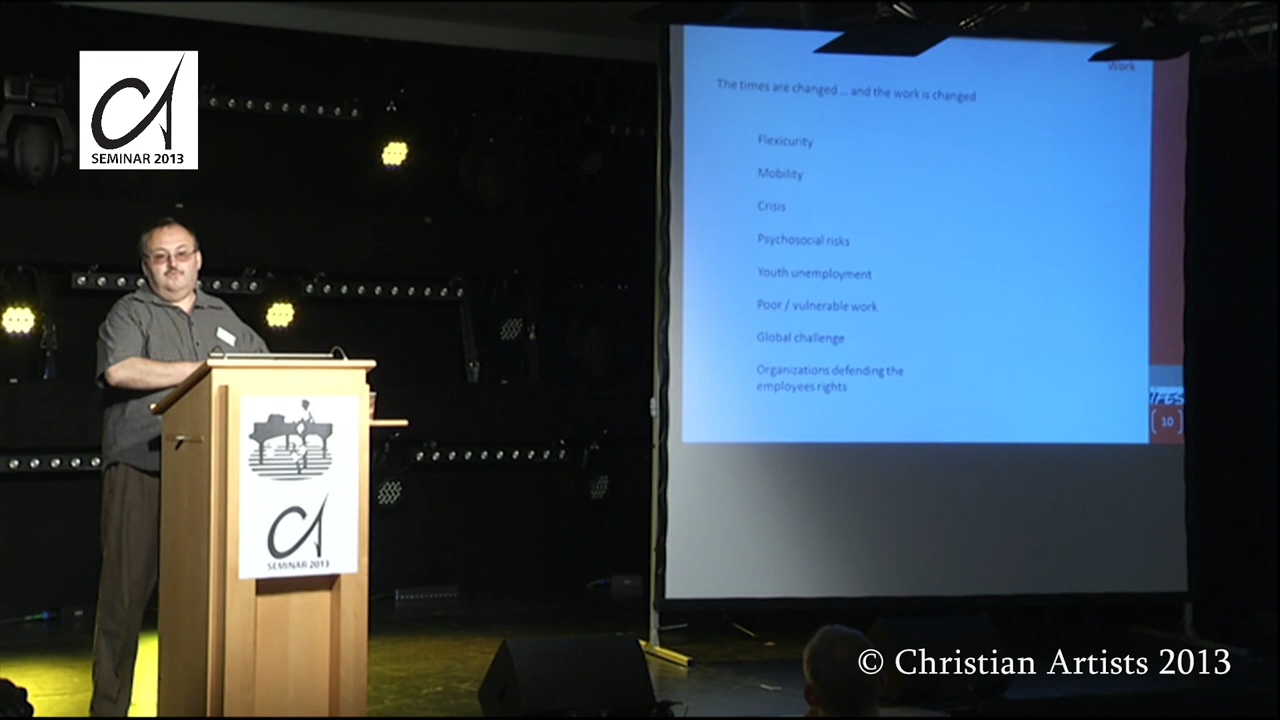 CA
SEMINAR 2013
Work
The times are changed ... and the work is changed
Flexicurity
Mobility
Crisis
Psychosocial risks
Youth unemployment
Poor / vulnerable work
Global challenge
Organizations defending the
employees rights
IFES
10
CA
SEMINAR 2013
© Christian Artists 2013